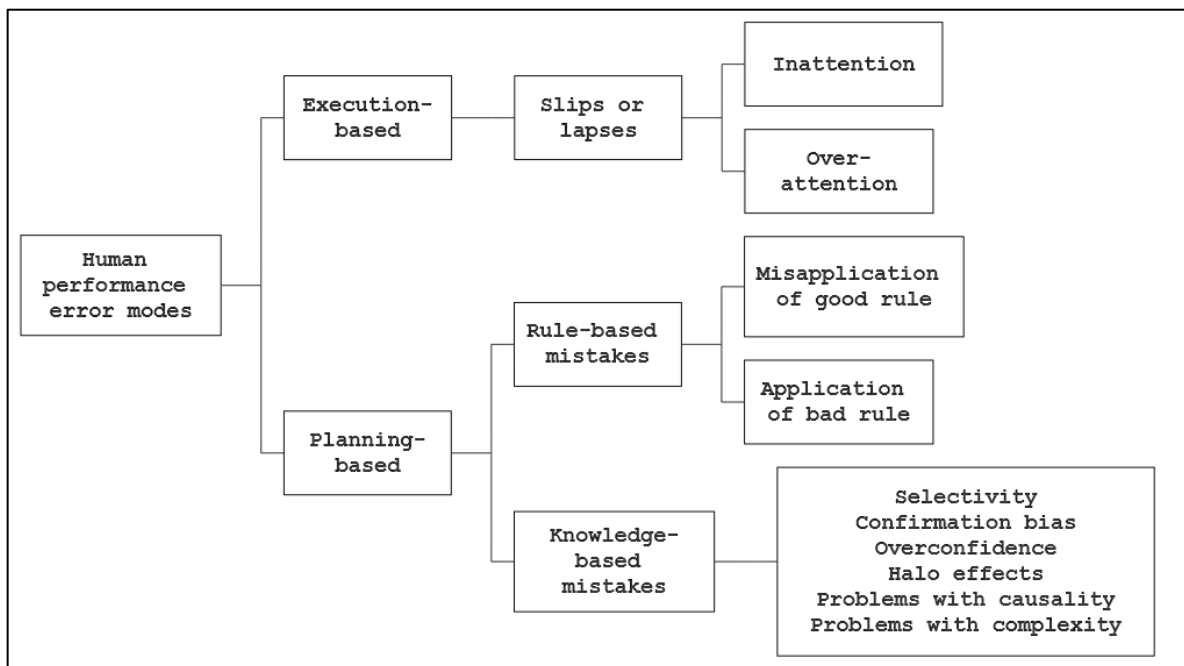 Human
performance
error modes
Execution-
based
Slips or
lapses
Inattention
Over-
attention
Planning-
based
Rule-based
mistakes
Misapplication
of good rule
Application
of bad rule
Knowledge-
based
mistakes
Selectivity
Confirmation bias
Overconfidence
Halo effects
Problems with causality
Problems with complexity